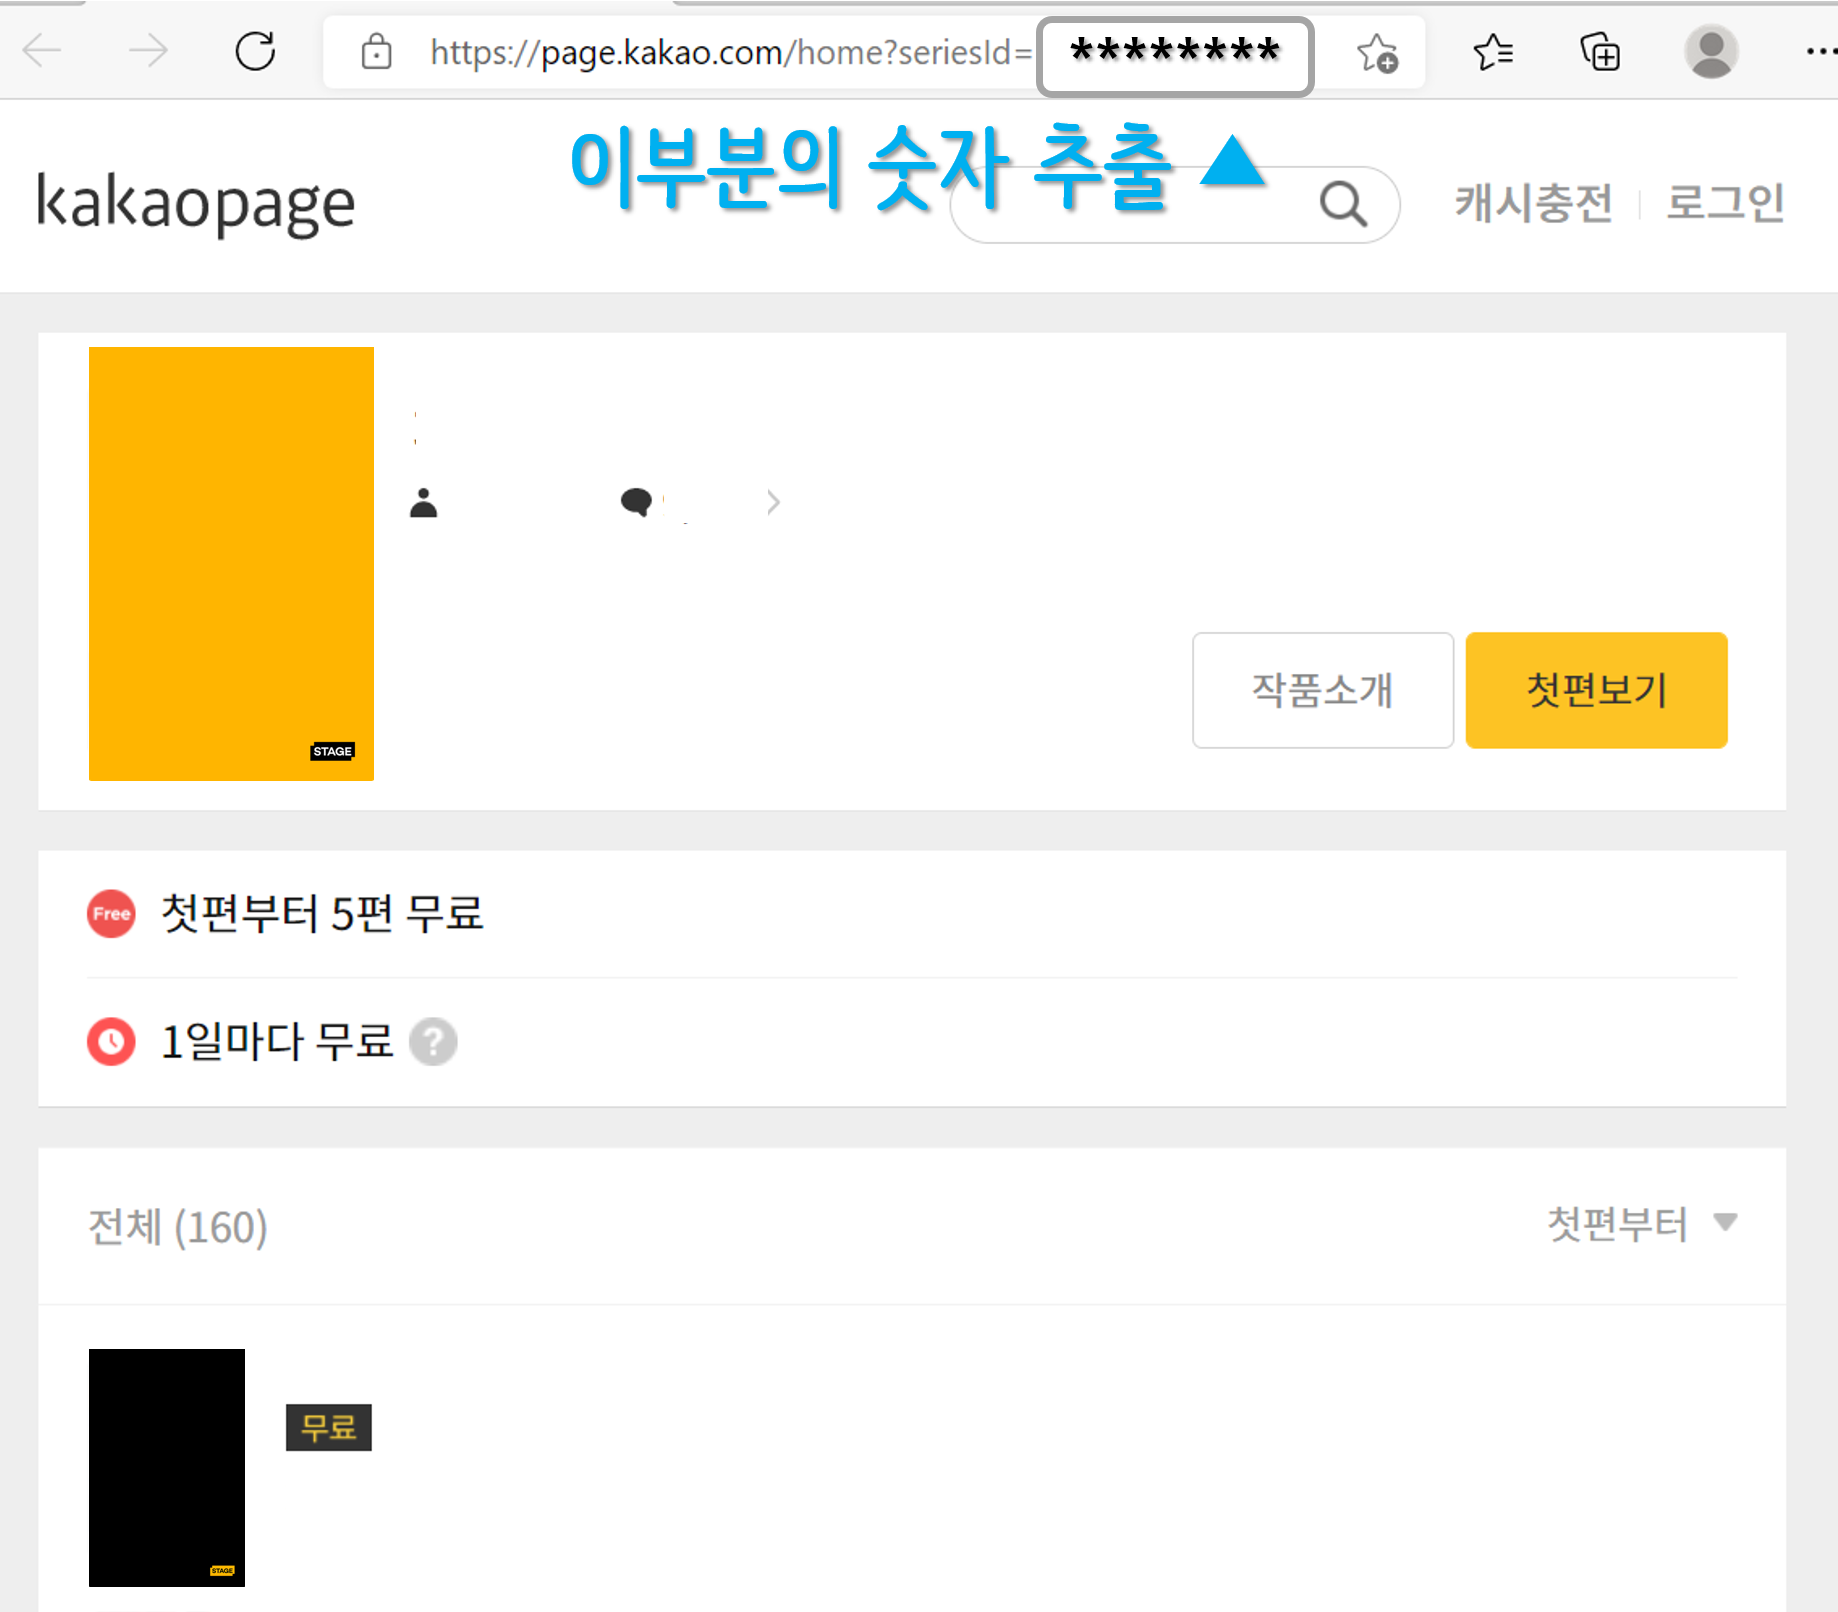 https://page.kakao.com/home?seriesId= ********
이부분의 숫자 추출 ▲
kakaopage
캐시충전
로그인
STAGE
작품소개
첫편보기
Free 첫편부터 5편 무료
1일마다 무료 ?
전체 (160)
첫편부터 ▼
무료
STAGE